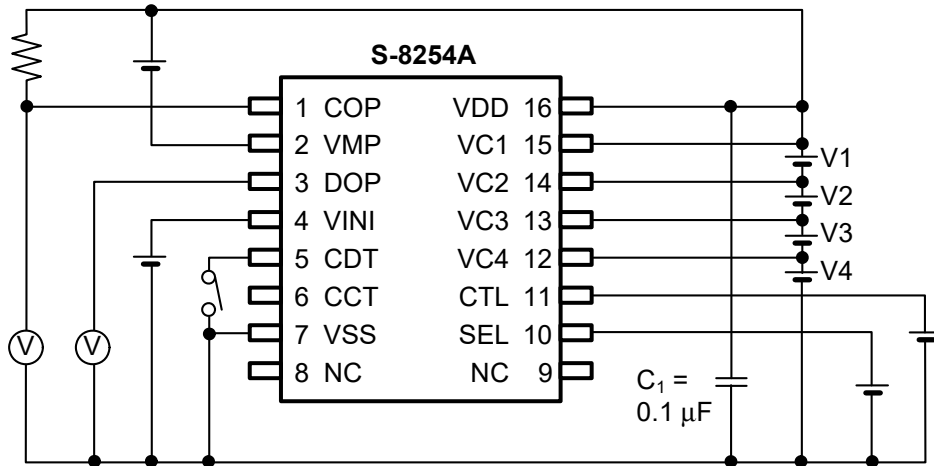 S-8254A
1 COP VDD 16
2 VMP VC1 15
3 DOP VC2 14
4 VINI VC3 13
5 CDT VC4 12
6 CCT CTL 11
7 VSS SEL 10
8 NC NC 9
V1
V2
V3
V4
V
V
C₁ =
0.1 μF